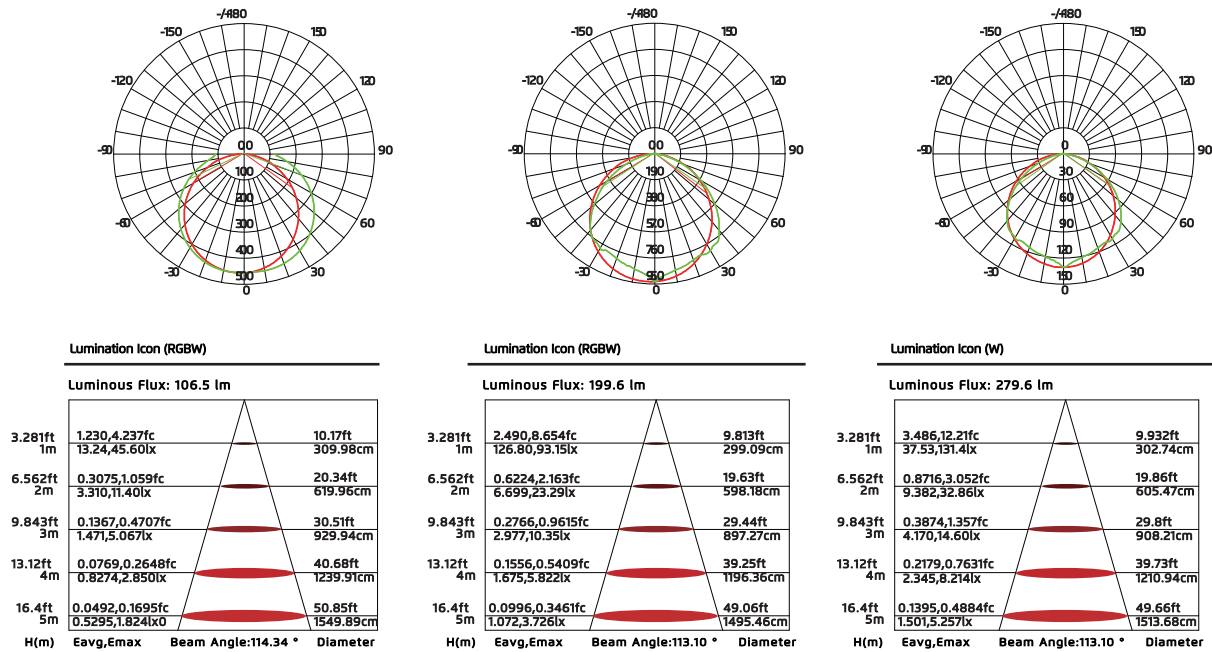 -/+180
-150
150
-120
120
-90
90
-60
60
-30
30
0
00
100
200
300
400
500
-/+180
-150
150
-120
120
-90
90
-60
60
-30
30
0
00
190
380
570
760
950
-/+180
-150
150
-120
120
-90
90
-60
60
-30
30
0
0
30
60
90
120
150
Lumination Icon (RGBW)
Luminous Flux: 106.5 lm
3.281ft 1.230,4.237fc 10.17ft
1m 13.24,45.60lx 309.98cm
6.562ft 0.3075,1.059fc 20.34ft
2m 3.310,11.40lx 619.96cm
9.843ft 0.1367,0.4707fc 30.51ft
3m 1.471,5.067lx 929.94cm
13.12ft 0.0769,0.2648fc 40.68ft
4m 0.8274,2.850lx 1239.91cm
16.4ft 0.0492,0.1695fc 50.85ft
5m 0.5295,1.824lx0 1549.89cm
H(m) Eavg,Emax Beam Angle:114.34 ° Diameter
Lumination Icon (RGBW)
Luminous Flux: 199.6 lm
3.281ft 2.490,8.654fc 9.813ft
1m 126.80,93.15lx 299.09cm
6.562ft 0.6224,2.163fc 19.63ft
2m 6.699,23.29lx 598.18cm
9.843ft 0.2766,0.9615fc 29.44ft
3m 2.977,10.35lx 897.27cm
13.12ft 0.1556,0.5409fc 39.25ft
4m 1.675,5.822lx 1196.36cm
16.4ft 0.0996,0.3461fc 49.06ft
5m 1.072,3.726lx 1495.46cm
H(m) Eavg,Emax Beam Angle:113.10 ° Diameter
Lumination Icon (W)
Luminous Flux: 279.6 lm
3.281ft 3.486,12.21fc 9.932ft
1m 37.53,131.4lx 302.74cm
6.562ft 0.8716,3.052fc 19.86ft
2m 9.382,32.86lx 605.47cm
9.843ft 0.3874,1.357fc 29.8ft
3m 4.170,14.60lx 908.21cm
13.12ft 0.2179,0.7631fc 39.73ft
4m 2.345,8.214lx 1210.94cm
16.4ft 0.1395,0.4884fc 49.66ft
5m 1.501,5.257lx 1513.68cm
H(m) Eavg,Emax Beam Angle:113.10 ° Diameter